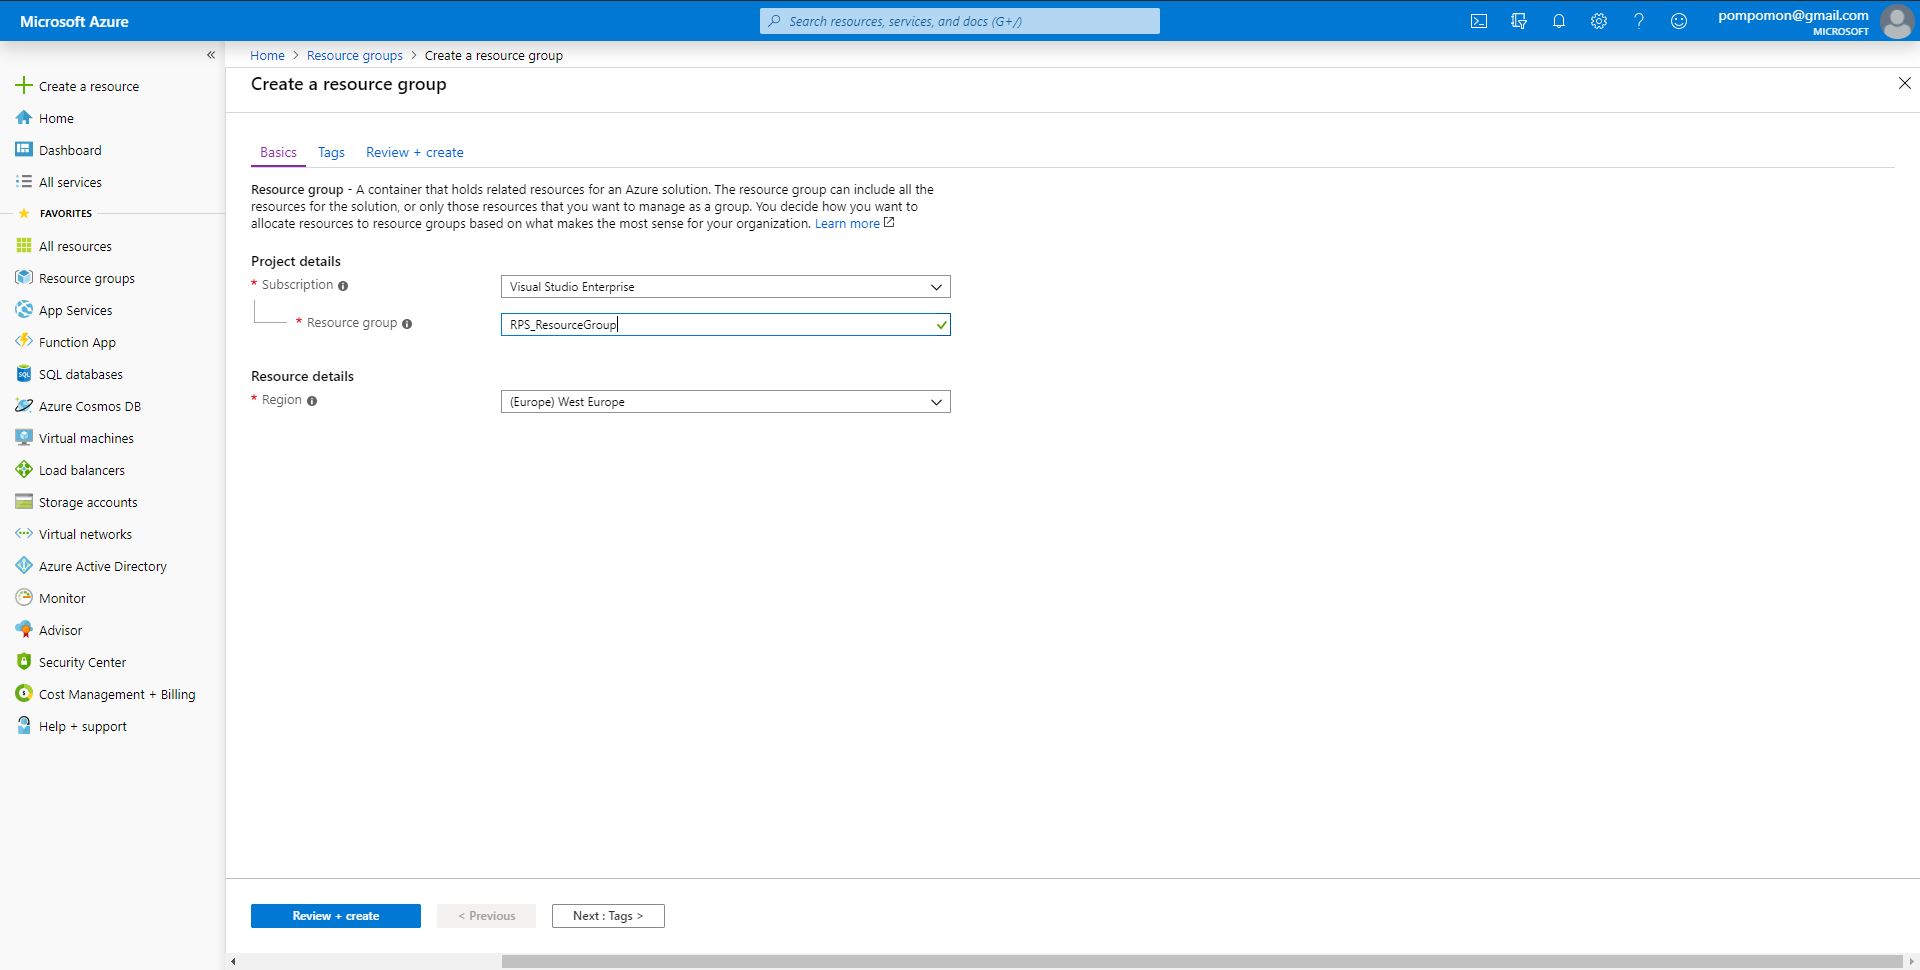 Microsoft Azure
Search resources, services, and docs (G+/)
pompomon@gmail.com
MICROSOFT
«
Create a resource
Home
Dashboard
All services
FAVORITES
All resources
Resource groups
App Services
Function App
SQL databases
Azure Cosmos DB
Virtual machines
Load balancers
Storage accounts
Virtual networks
Azure Active Directory
Monitor
Advisor
Security Center
Cost Management + Billing
Help + support
Home > Resource groups > Create a resource group
Create a resource group
Basics Tags Review + create
Resource group - A container that holds related resources for an Azure solution. The resource group can include all the
resources for the solution, or only those resources that you want to manage as a group. You decide how you want to
allocate resources to resource groups based on what makes the most sense for your organization. Learn more
Project details
* Subscription Visual Studio Enterprise
* Resource group RPS_ResourceGroup
Resource details
* Region (Europe) West Europe
Review + create < Previous Next : Tags >